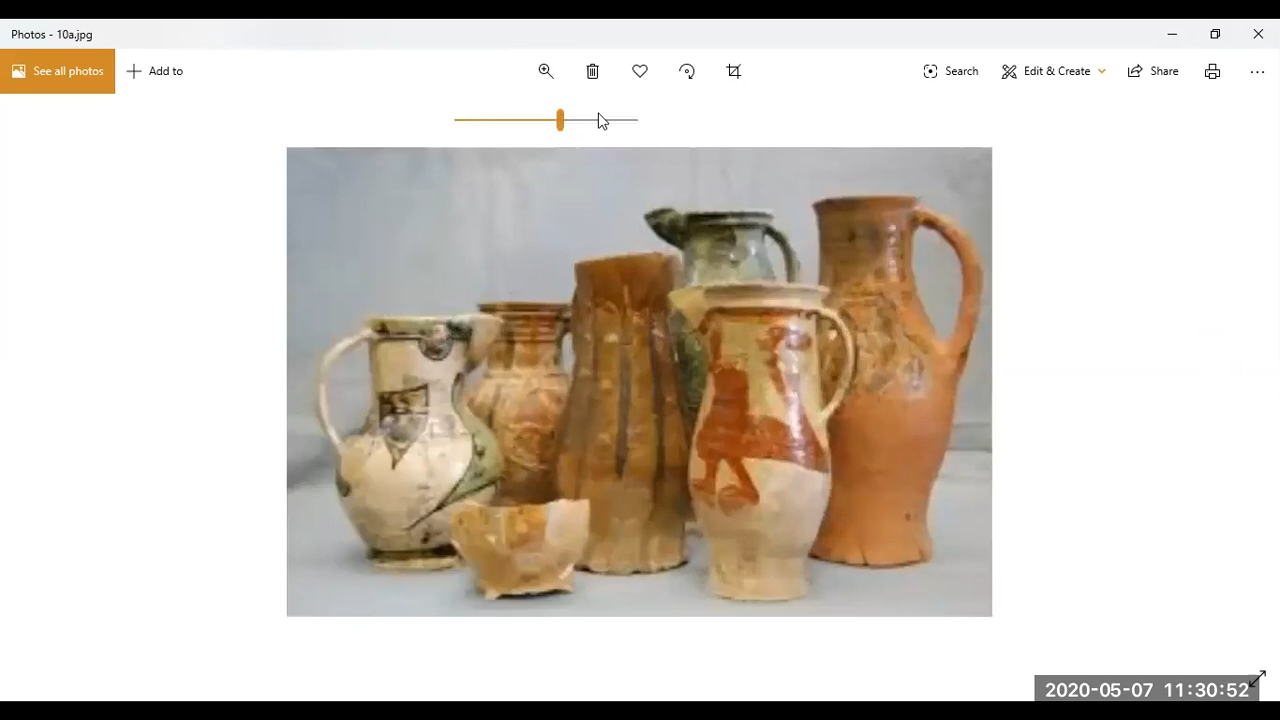 Photos - 10a.jpg
See all photos
Add to
Search
Edit & Create
Share
2020-05-07 11:30:52